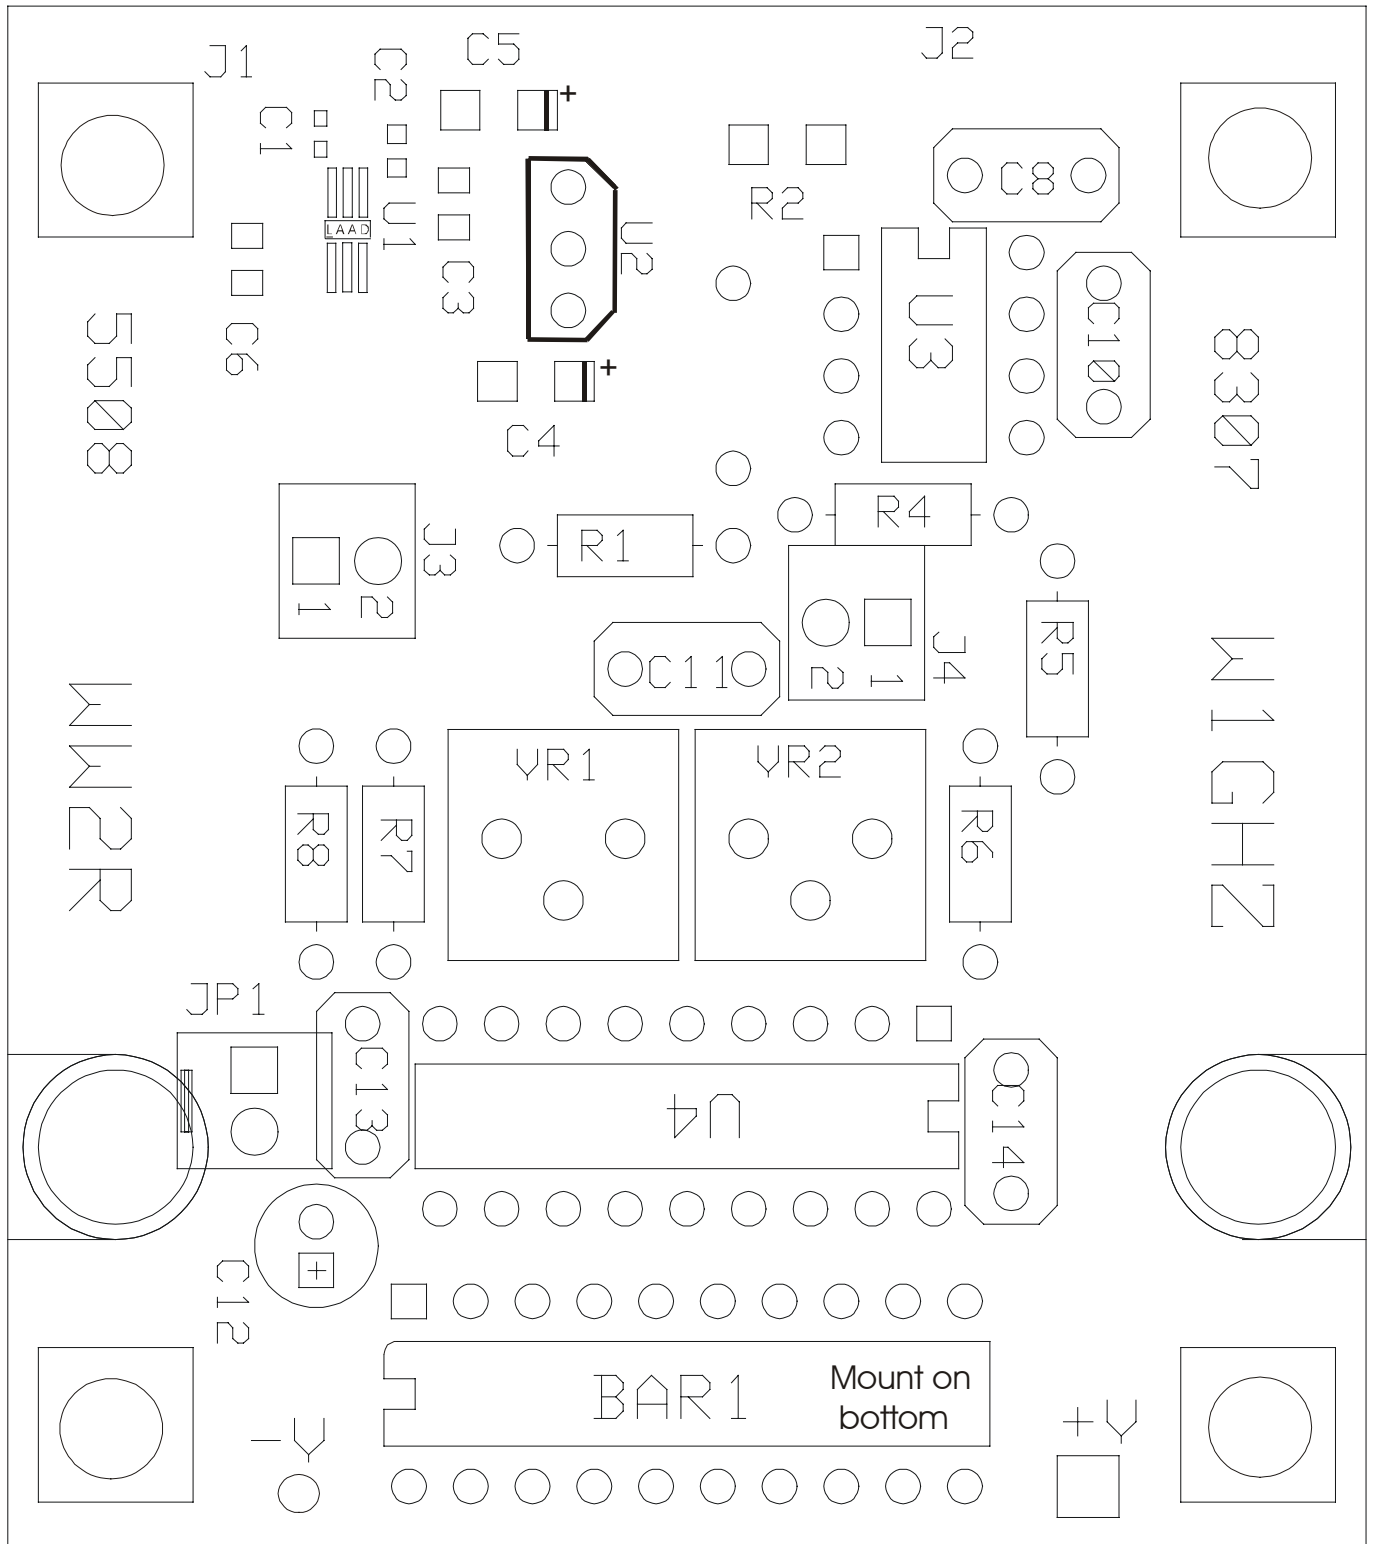 J1
C5
C2
J2
C1
+
C8
R2
U1
LAAD
U2
C3
C6
U3
C10
5508
8307
+
C4
J3
1
2
R1
R4
J4
2
1
R5
C11
WW2R
W1GHZ
VR1
VR2
R8
R7
R6
JP1
C13
U4
C14
+
C12
BAR1
Mount on
bottom
V-
V+